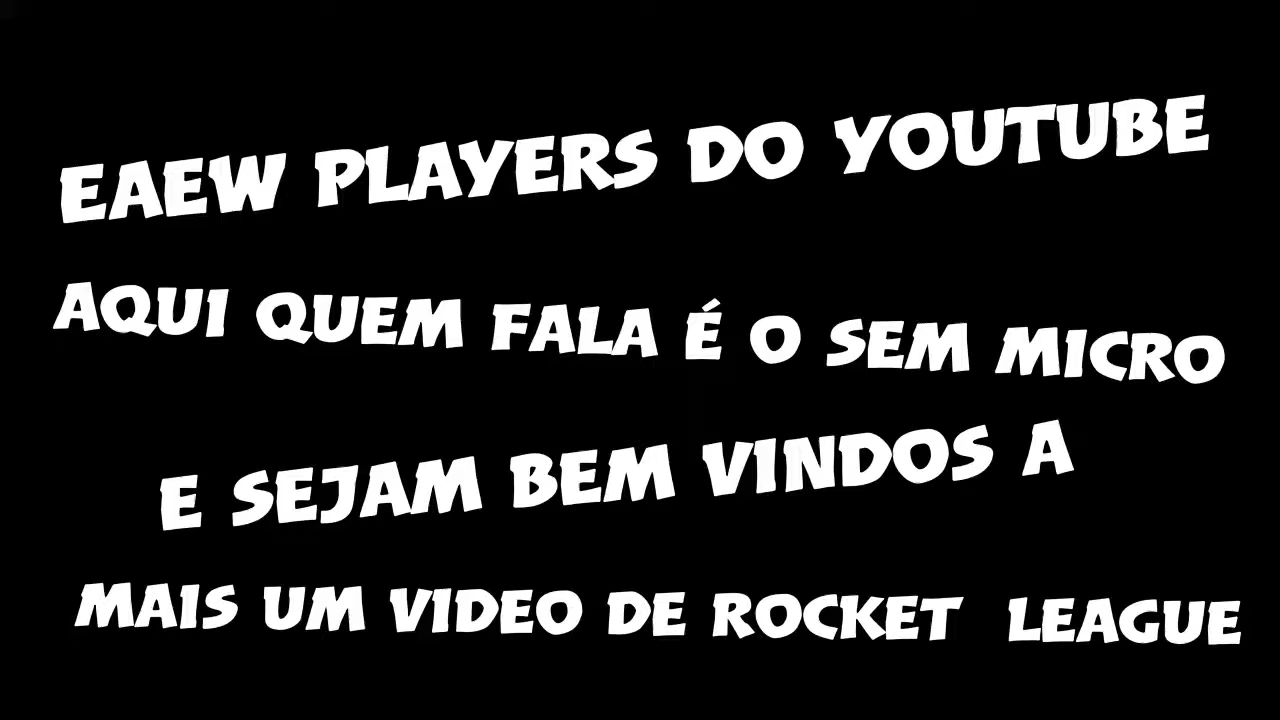 EAEW PLAYERS DO YOUTUBE
AQUI QUEM FALA É O SEM MICRO
E SEJAM BEM VINDOS A
MAIS UM VIDEO DE ROCKET LEAGUE